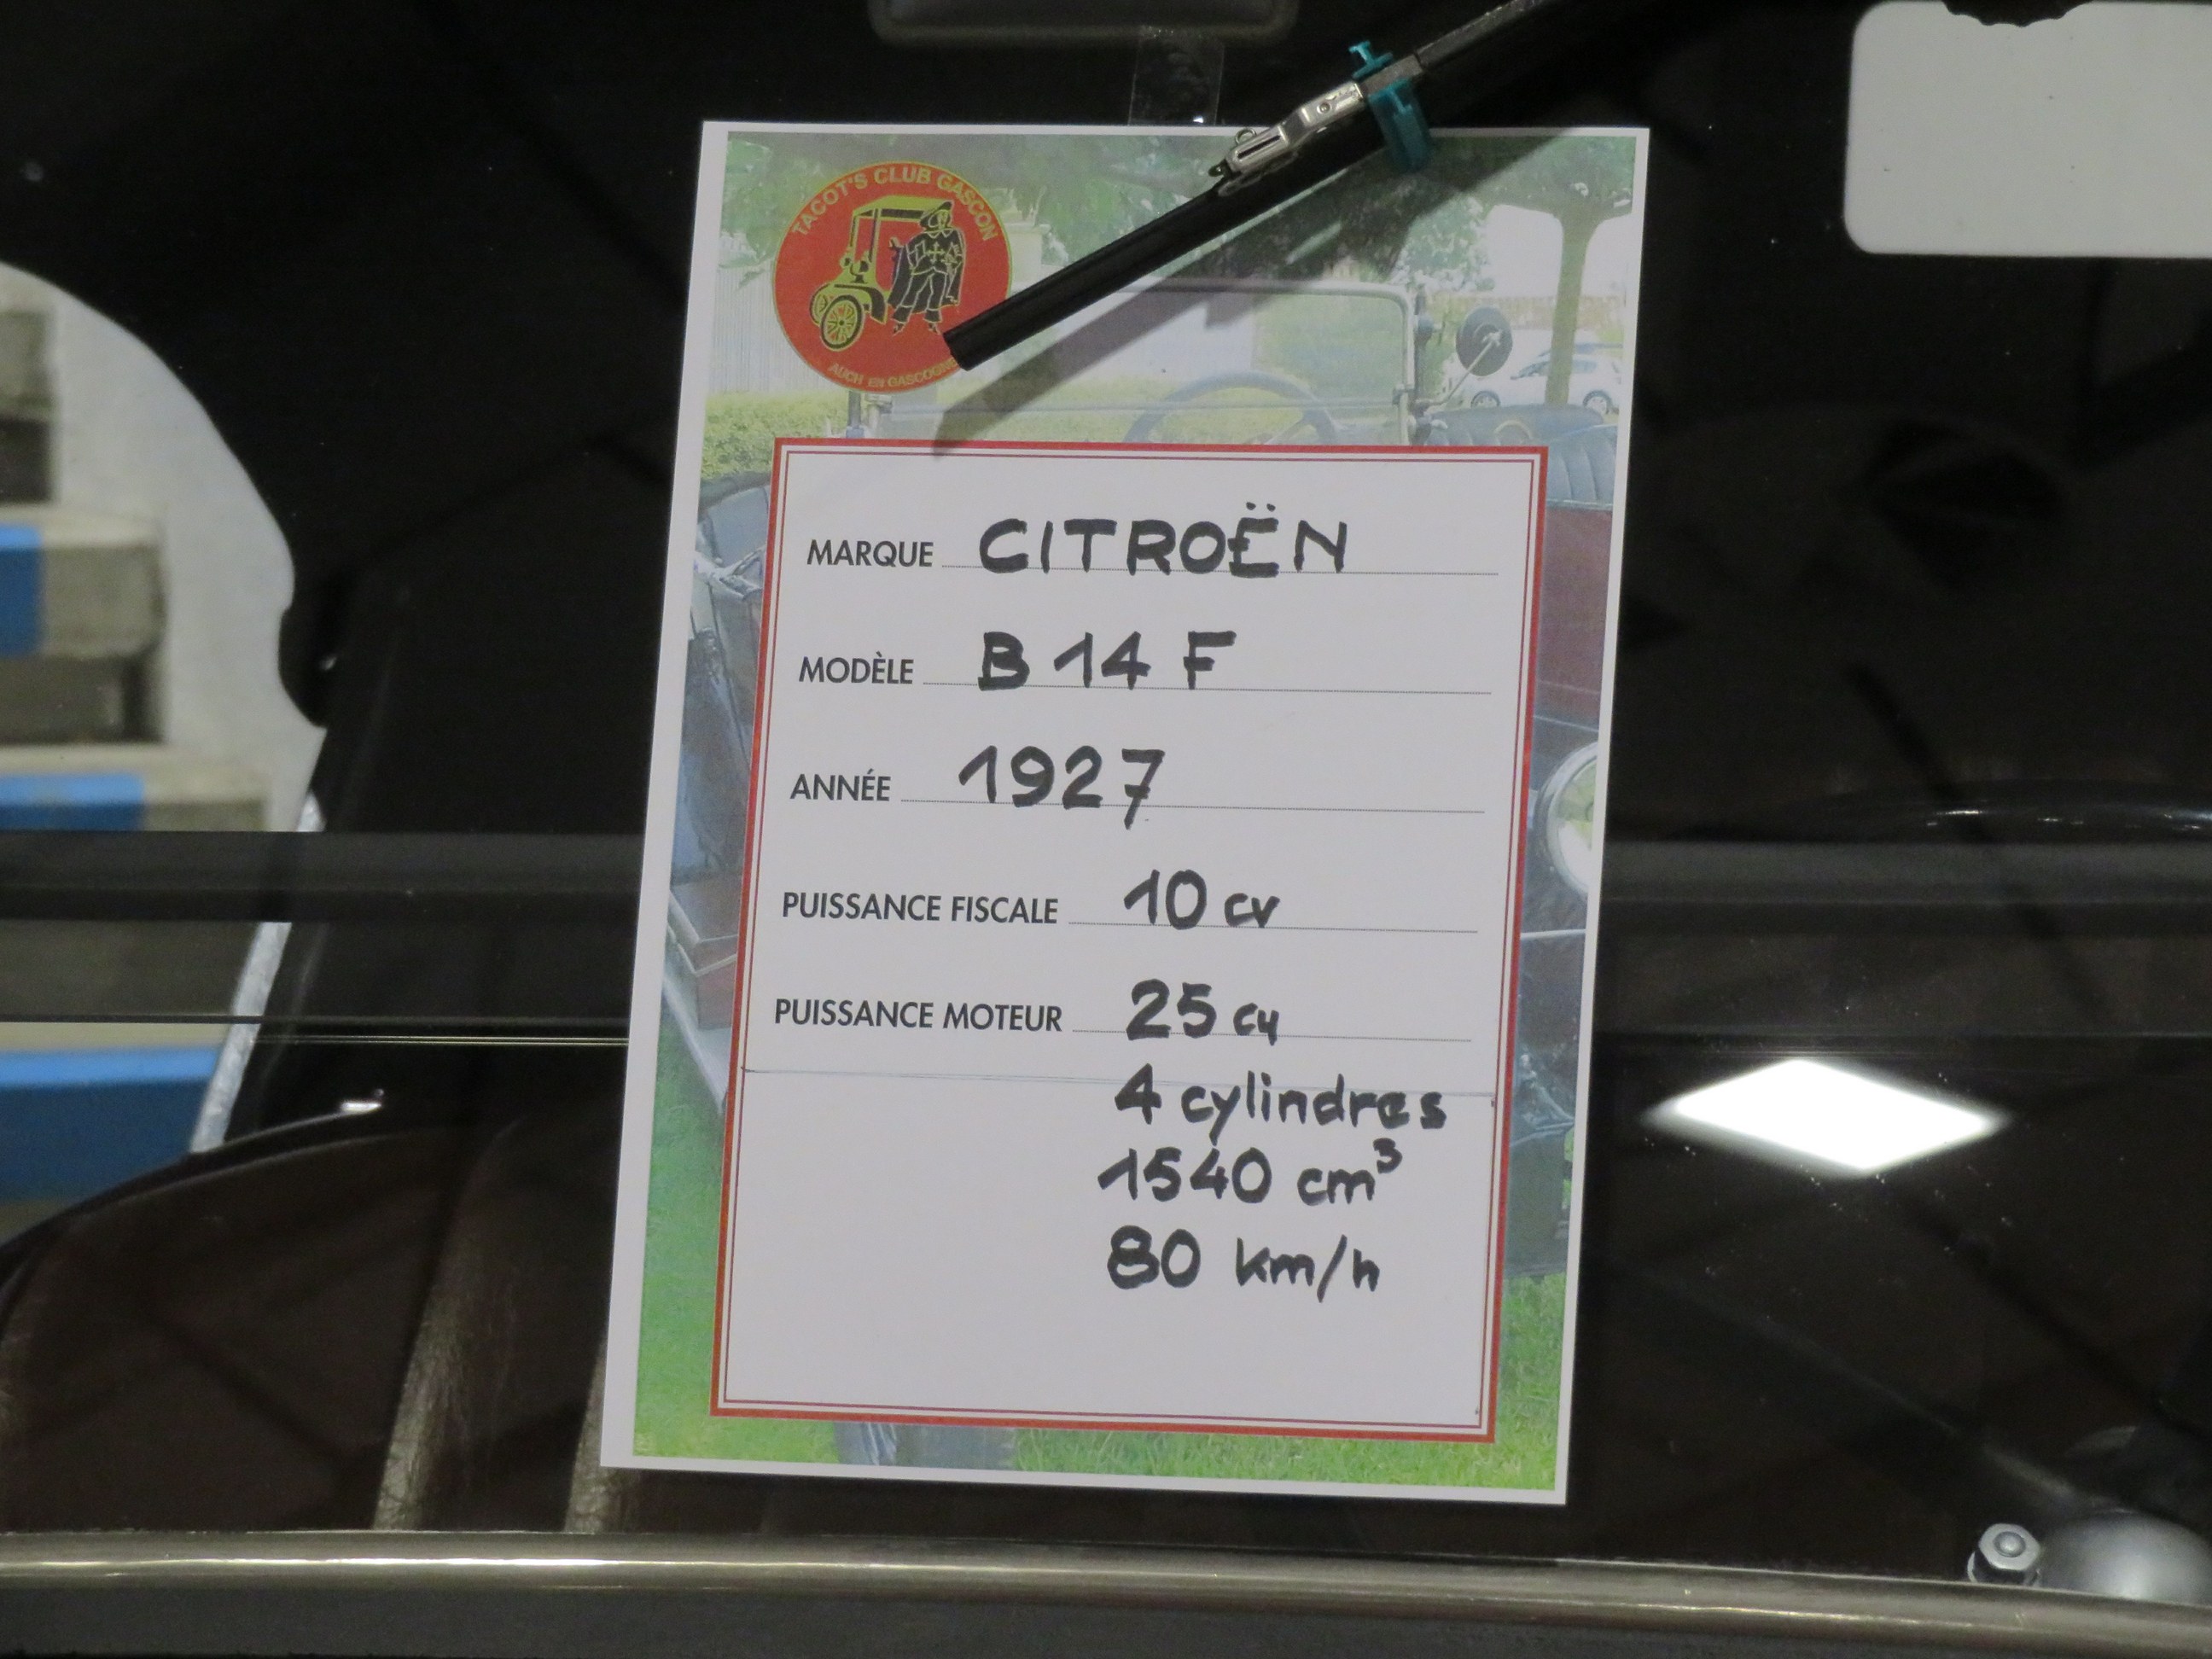 TACOT'S CLUB GASCON
AUCH EN GASCOGNE
MARQUE CITROËN
MODÈLE B 14 F
ANNÉE 1927
PUISSANCE FISCALE 10 cv
PUISSANCE MOTEUR 25 cv
4 cylindres
1540 cm³
80 km/h